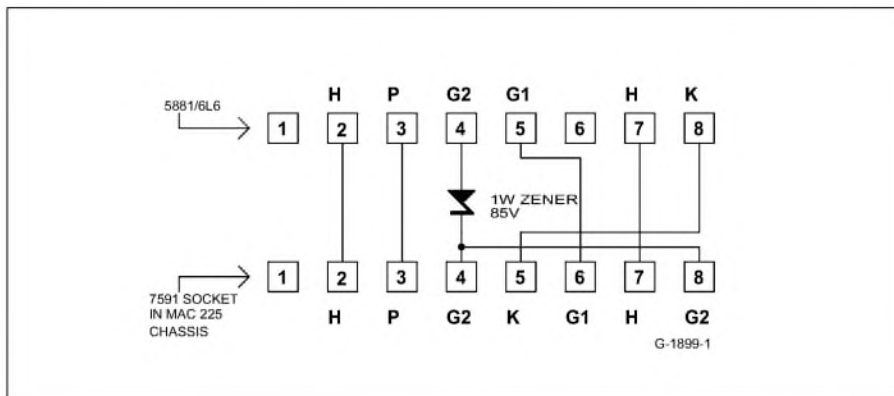 H P G2 G1 H K
5881/6L6
1 2 3 4 5 6 7 8
1W ZENER
85V
1 2 3 4 5 6 7 8
7591 SOCKET
IN MAC 225
CHASSIS
H P G2 K G1 H G2
G-1899-1